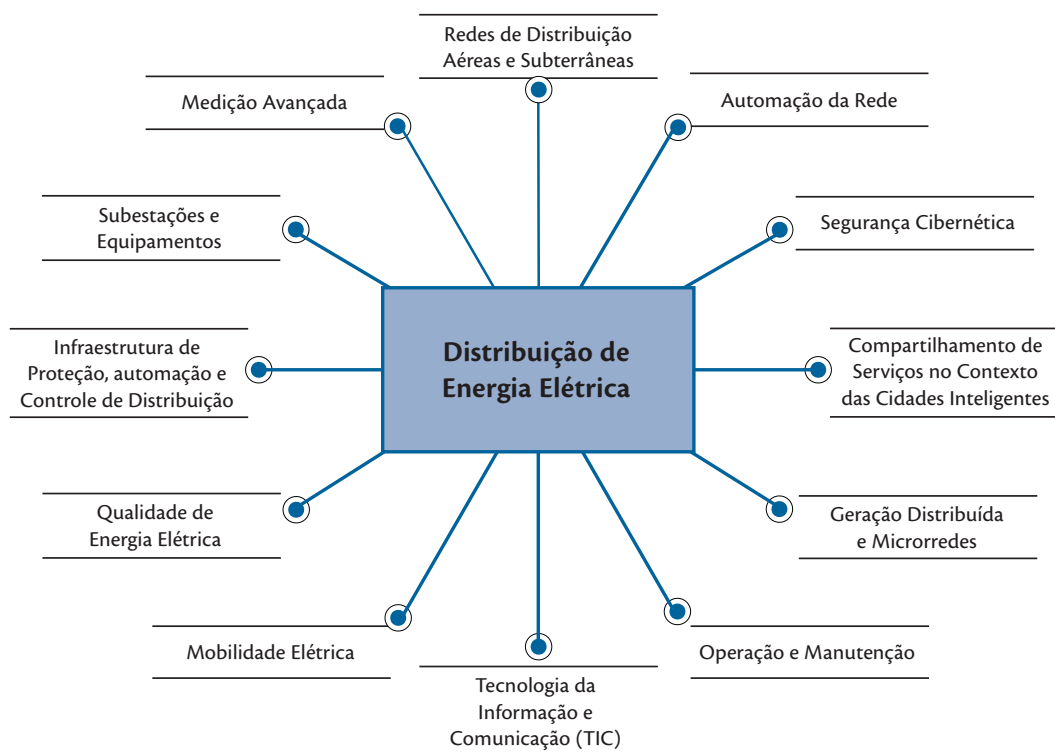 Redes de Distribuição
Aéreas e Subterrâneas
Medição Avançada
Automação da Rede
Subestações e
Equipamentos
Segurança Cibernética
Infraestrutura de
Proteção, automação e
Controle de Distribuição
Distribuição de
Energia Elétrica
Compartilhamento de
Serviços no Contexto
das Cidades Inteligentes
Qualidade de
Energia Elétrica
Geração Distribuída
e Microrredes
Mobilidade Elétrica
Operação e Manutenção
Tecnologia da
Informação e
Comunicação (TIC)